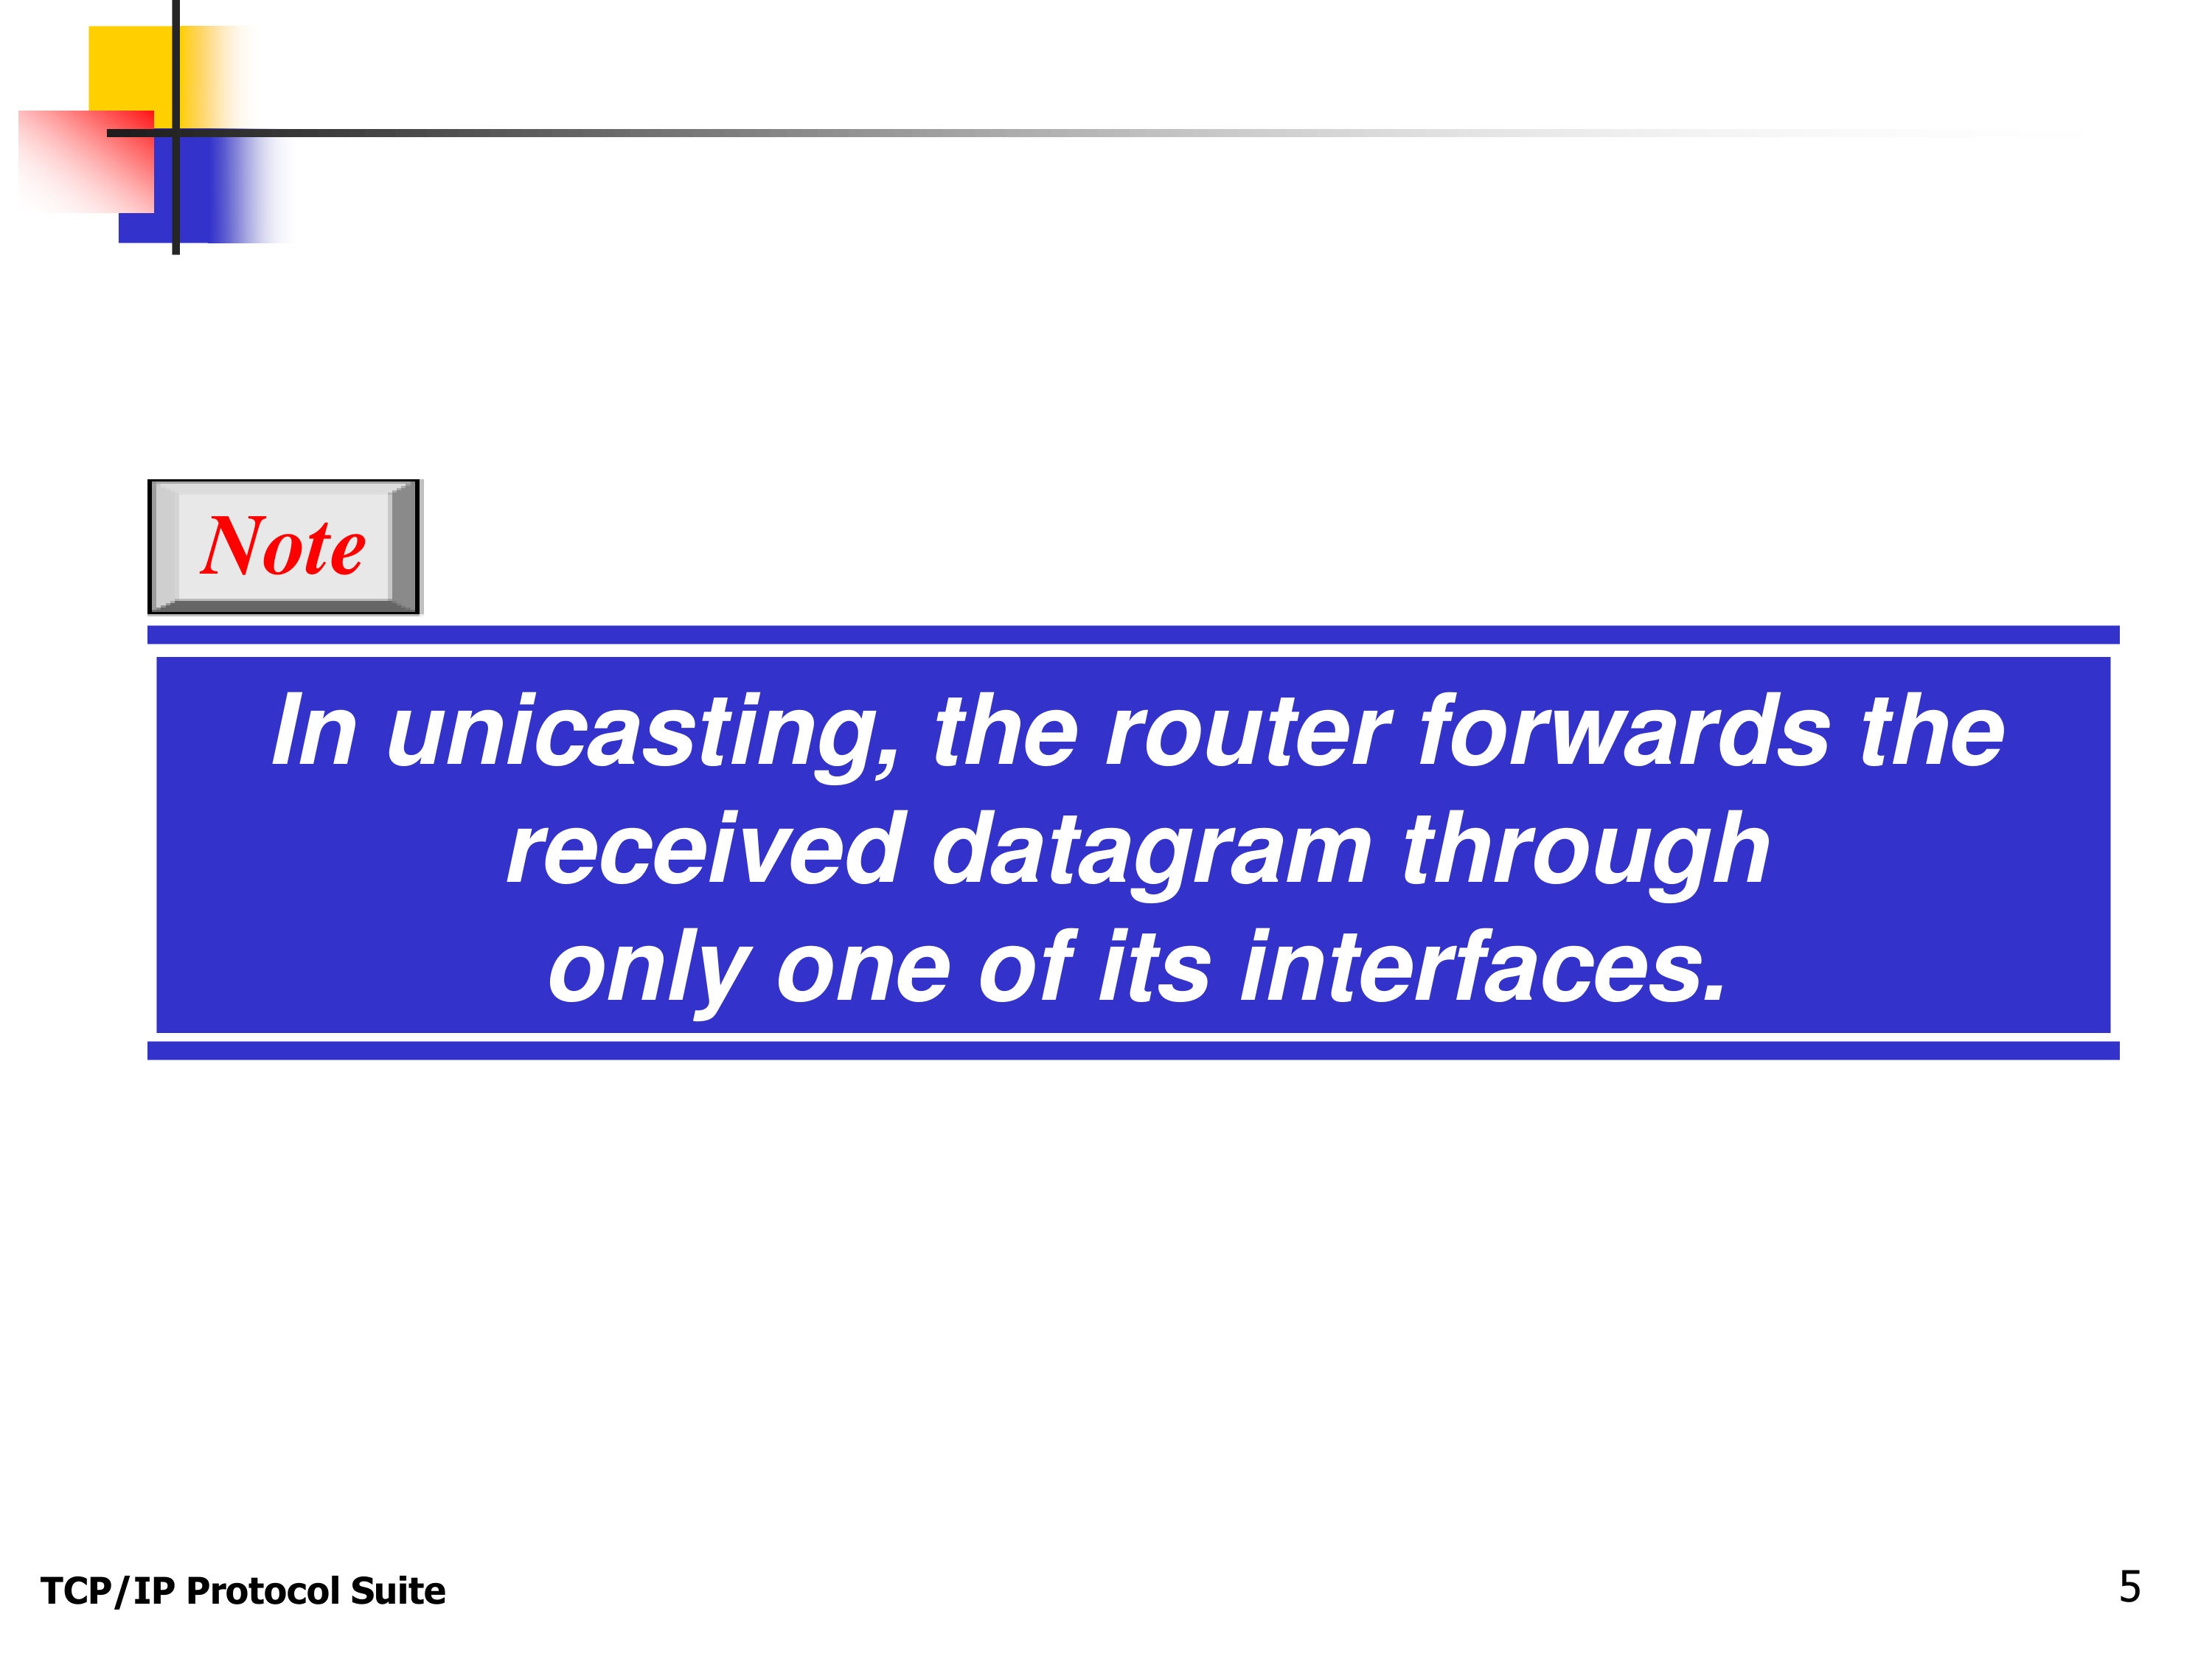 Note
In unicasting, the router forwards the
received datagram through
only one of its interfaces.
TCP/IP Protocol Suite
5